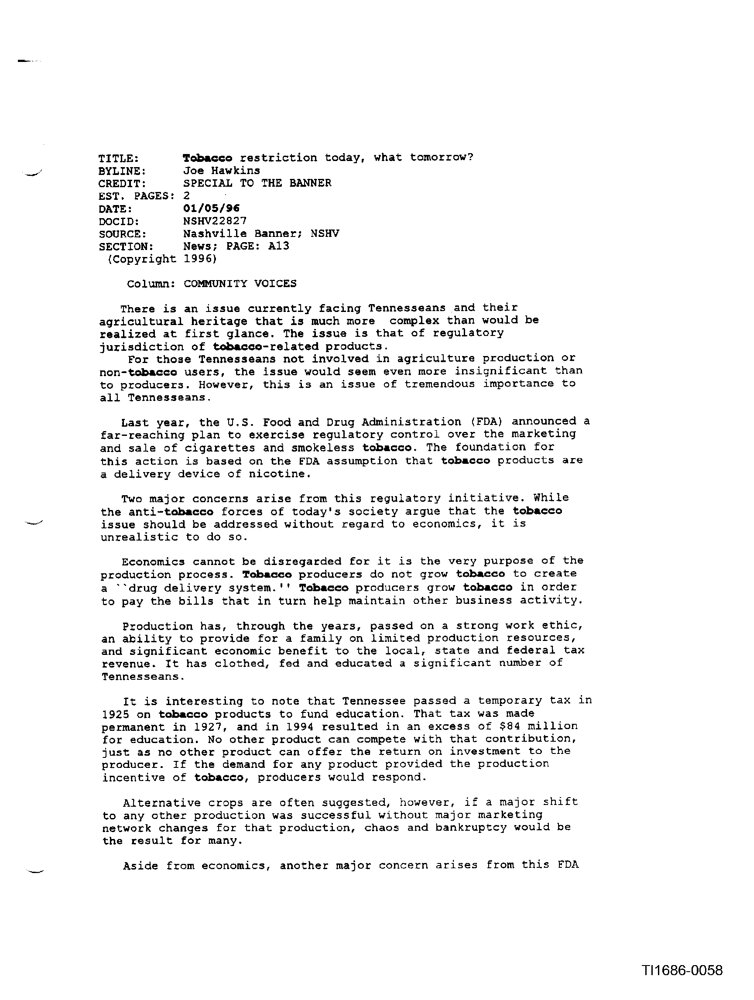 TITLE: Tobacco restriction today, what tomorrow?
BYLINE: Joe Hawkins
CREDIT: SPECIAL TO THE BANNER
EST. PAGES: 2
DATE: 01/05/96
DOCID: NSHV22827
SOURCE: Nashville Banner; NSHV
SECTION: News; PAGE: A13
(Copyright 1996)
Column: COMMUNITY VOICES
There is an issue currently facing Tennesseans and their
agricultural heritage that is much more complex than would be
realized at first glance. The issue is that of regulatory
jurisdiction of tobacco-related products.
For those Tennesseans not involved in agriculture production or
non-tobacco users, the issue would seem even more insignificant than
to producers. However, this is an issue of tremendous importance to
all Tennesseans.
Last year, the U.S. Food and Drug Administration (FDA) announced a
far-reaching plan to exercise regulatory control over the marketing
and sale of cigarettes and smokeless tobacco. The foundation for
this action is based on the FDA assumption that tobacco products are
a delivery device of nicotine.
Two major concerns arise from this regulatory initiative. While
the anti-tobacco forces of today's society argue that the tobacco
issue should be addressed without regard to economics, it is
unrealistic to do so.
Economics cannot be disregarded for it is the very purpose of the
production process. Tobacco producers do not grow tobacco to create
a ``drug delivery system.'' Tobacco producers grow tobacco in order
to pay the bills that in turn help maintain other business activity.
Production has, through the years, passed on a strong work ethic,
an ability to provide for a family on limited production resources,
and significant economic benefit to the local, state and federal tax
revenue. It has clothed, fed and educated a significant number of
Tennesseans.
It is interesting to note that Tennessee passed a temporary tax in
1925 on tobacco products to fund education. That tax was made
permanent in 1927, and in 1994 resulted in an excess of $84 million
for education. No other product can compete with that contribution,
just as no other product can offer the return on investment to the
producer. If the demand for any product provided the production
incentive of tobacco, producers would respond.
Alternative crops are often suggested, however, if a major shift
to any other production was successful without major marketing
network changes for that production, chaos and bankruptcy would be
the result for many.
Aside from economics, another major concern arises from this FDA
TI1686-0058